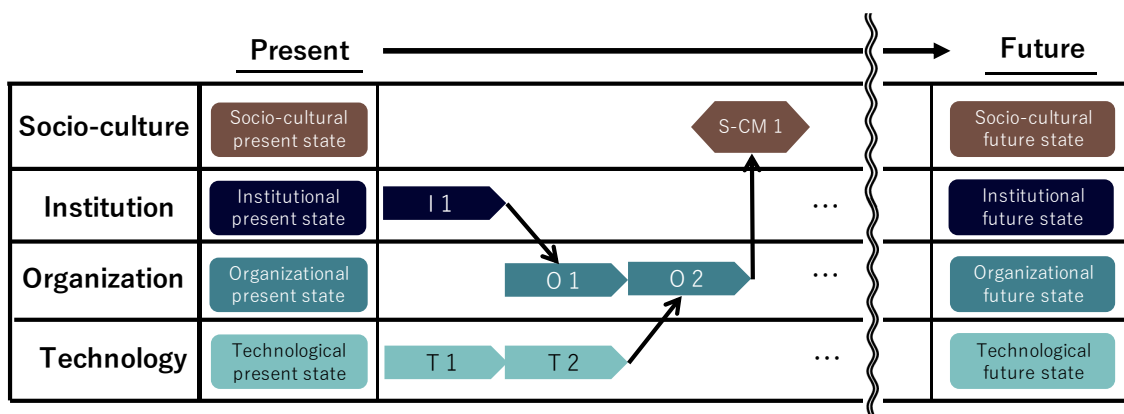 Present
Future
Socio-culture
Socio-cultural
present state
S-CM 1
Socio-cultural
future state
Institution
Institutional
present state
I 1
...
Institutional
future state
Organization
Organizational
present state
O 1
O 2
...
Organizational
future state
Technology
Technological
present state
T 1
T 2
...
Technological
future state